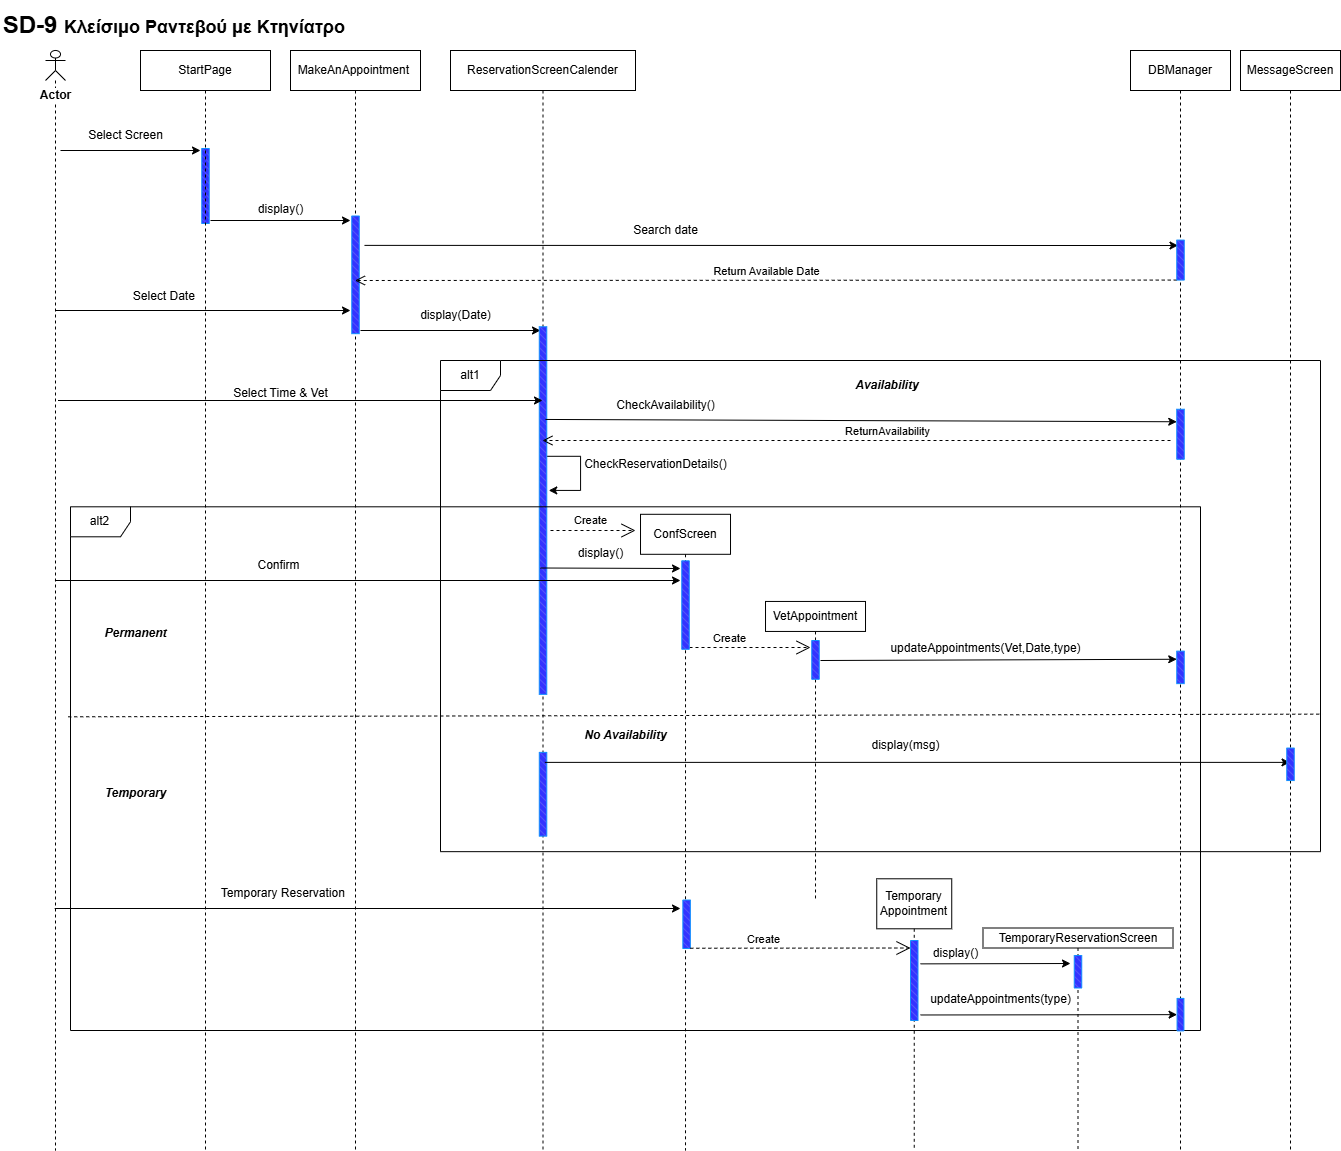 SD-9 Κλείσιμο Ραντεβού με Κτηνίατρο
Actor
StartPage
MakeAnAppointment
ReservationScreenCalender
DBManager
MessageScreen
Select Screen
display()
Search date
Return Available Date
Select Date
display(Date)
alt1
Availability
Select Time & Vet
CheckAvailability()
ReturnAvailability
CheckReservationDetails()
alt2
Create
ConfScreen
display()
Confirm
VetAppointment
Permanent
Create
updateAppointments(Vet,Date,type)
No Availability
display(msg)
Temporary
Temporary Reservation
Temporary
Appointment
Create
TemporaryReservationScreen
display()
updateAppointments(type)